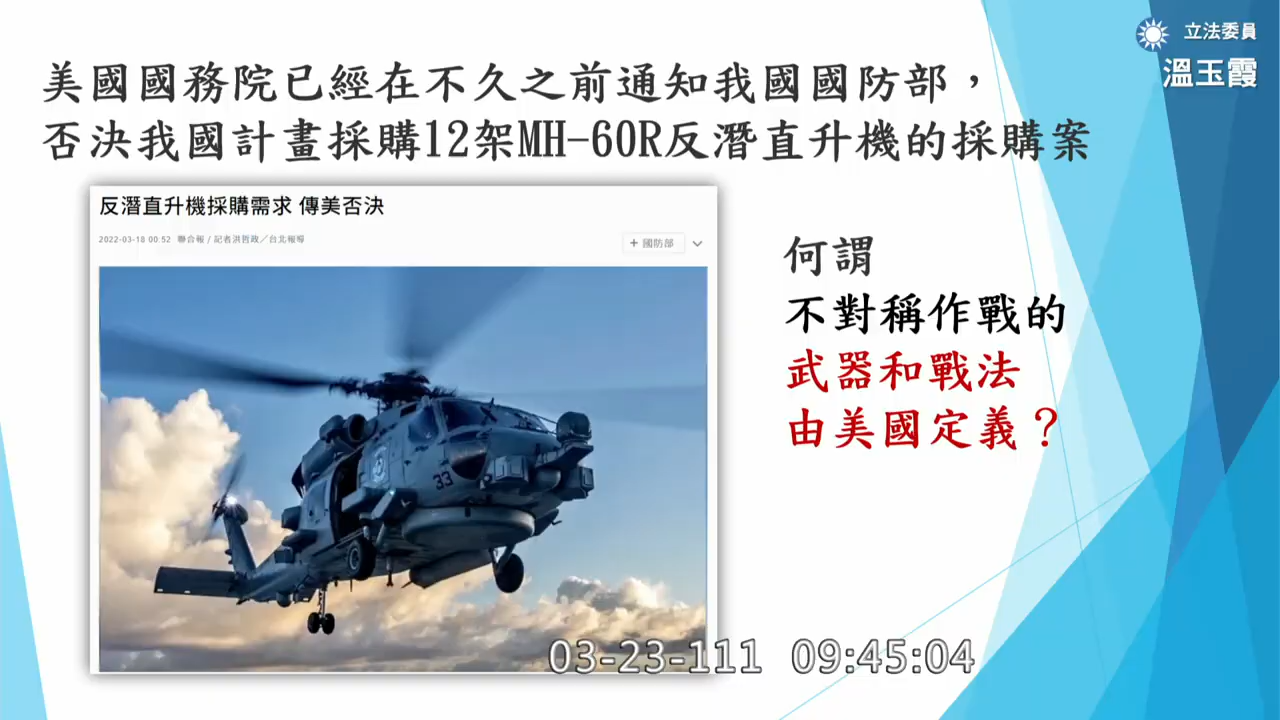 立法委員
溫玉霞
美國國務院已經在不久之前通知我國國防部，
否決我國計畫採購12架MH-60R反潛直升機的採購案
反潛直升機採購需求 傳美否決
2022-03-18 00:52 聯合報／記者洪哲政／台北報導
+ 國防部
何謂
不對稱作戰的
武器和戰法
由美國定義？
33
03-23-111 09:45:04